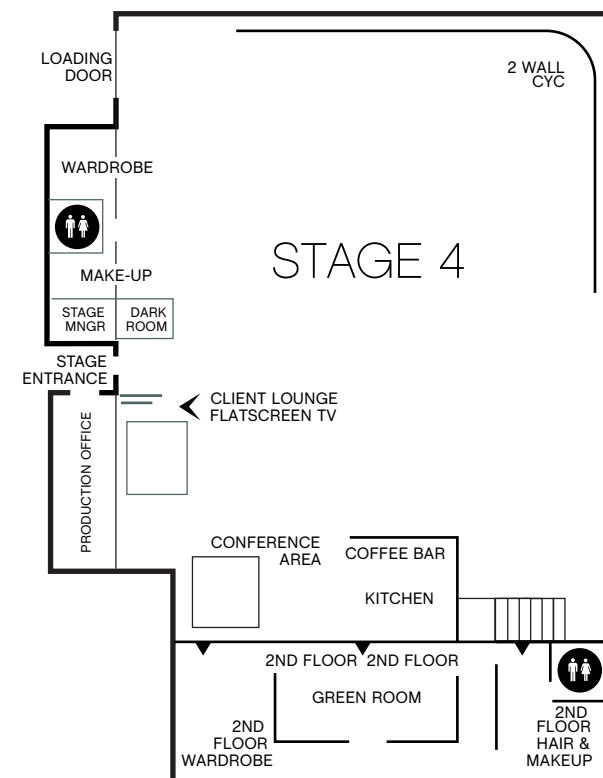 LOADING
DOOR
2 WALL
CYC
WARDROBE
STAGE 4
MAKE-UP
STAGE
MNGR
DARK
ROOM
STAGE
ENTRANCE
CLIENT LOUNGE
FLATSCREEN TV
PRODUCTION OFFICE
CONFERENCE
AREA
COFFEE BAR
KITCHEN
2ND FLOOR
2ND FLOOR
GREEN ROOM
2ND
FLOOR
WARDROBE
2ND
FLOOR
HAIR &
MAKEUP